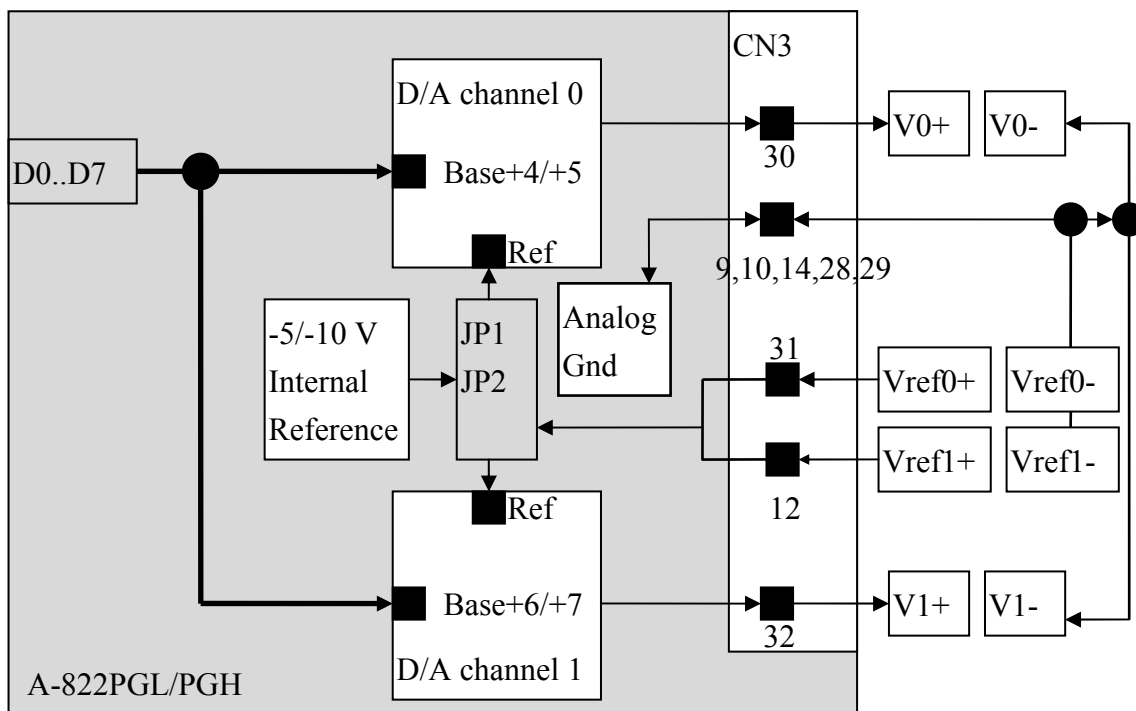 CN3
D/A channel 0
V0+
V0-
30
D0..D7
Base+4/+5
Ref
9,10,14,28,29
-5/-10 V
Internal
Reference
JP1
JP2
Analog
Gnd
31
Vref0+
Vref0-
Vref1+
Vref1-
12
Ref
Base+6/+7
V1+
V1-
32
D/A channel 1
A-822PGL/PGH